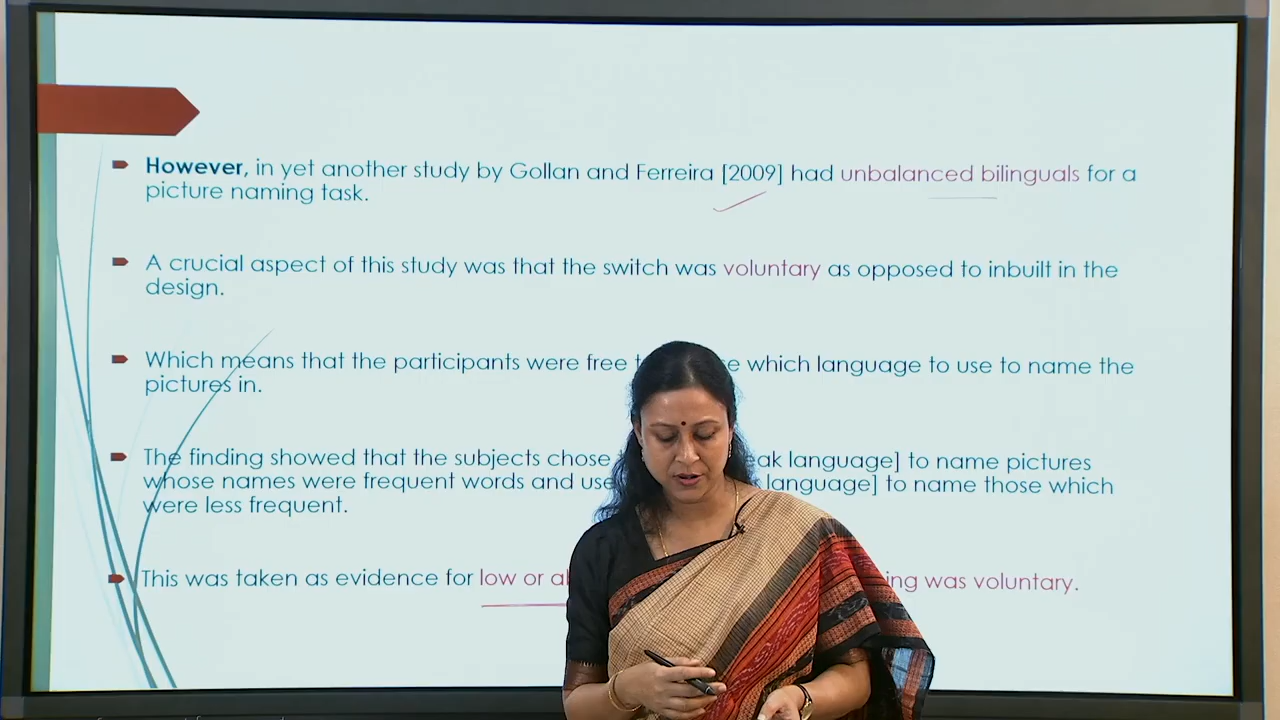 However, in yet another study by Gollan and Ferreira [2009] had unbalanced bilinguals for a
picture naming task.
A crucial aspect of this study was that the switch was voluntary as opposed to inbuilt in the
design.
Which means that the participants were free which language to use to name the
pictures in.
The finding showed that the subjects chose language] to name pictures
whose names were frequent words and language] to name those which
were less frequent.
This was taken as evidence for low or was voluntary.